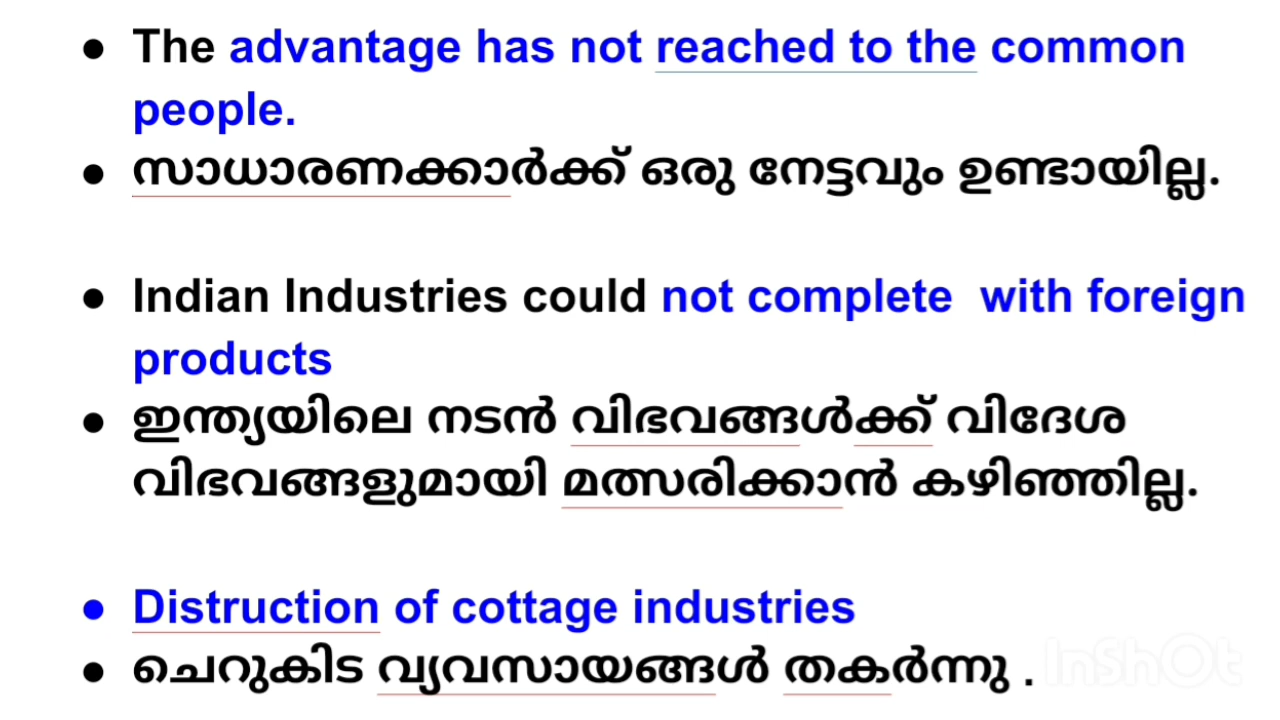 ● The advantage has not reached to the common
people.
● സാധാരണക്കാർക്ക് ഒരു നേട്ടവും ഉണ്ടായില്ല.
● Indian Industries could not complete  with foreign
products
● ഇന്ത്യയിലെ നടൻ വിഭവങ്ങൾക്ക് വിദേശ
വിഭവങ്ങളുമായി മത്സരിക്കാൻ കഴിഞ്ഞില്ല.
● Distruction of cottage industries
● ചെറുകിട വ്യവസായങ്ങൾ തകർന്നു .
InShOt